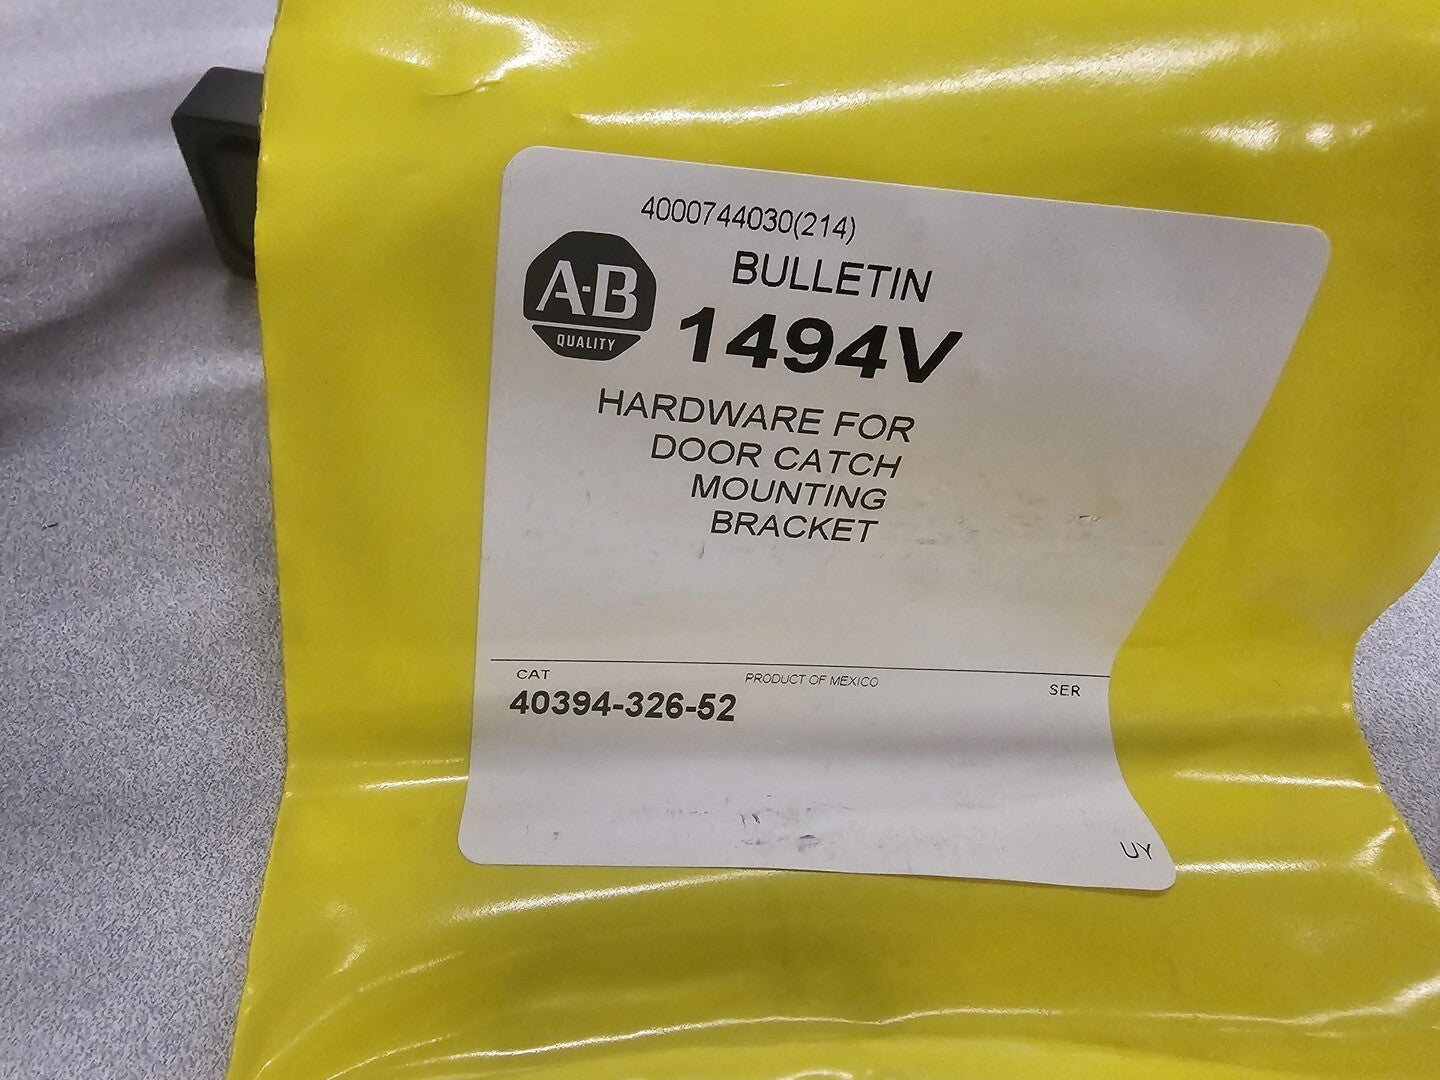 4000744030(214)
BULLETIN
A-B
QUALITY
1494V
HARDWARE FOR
DOOR CATCH
MOUNTING
BRACKET
CAT
PRODUCT OF MEXICO
SER
40394-326-52
UY